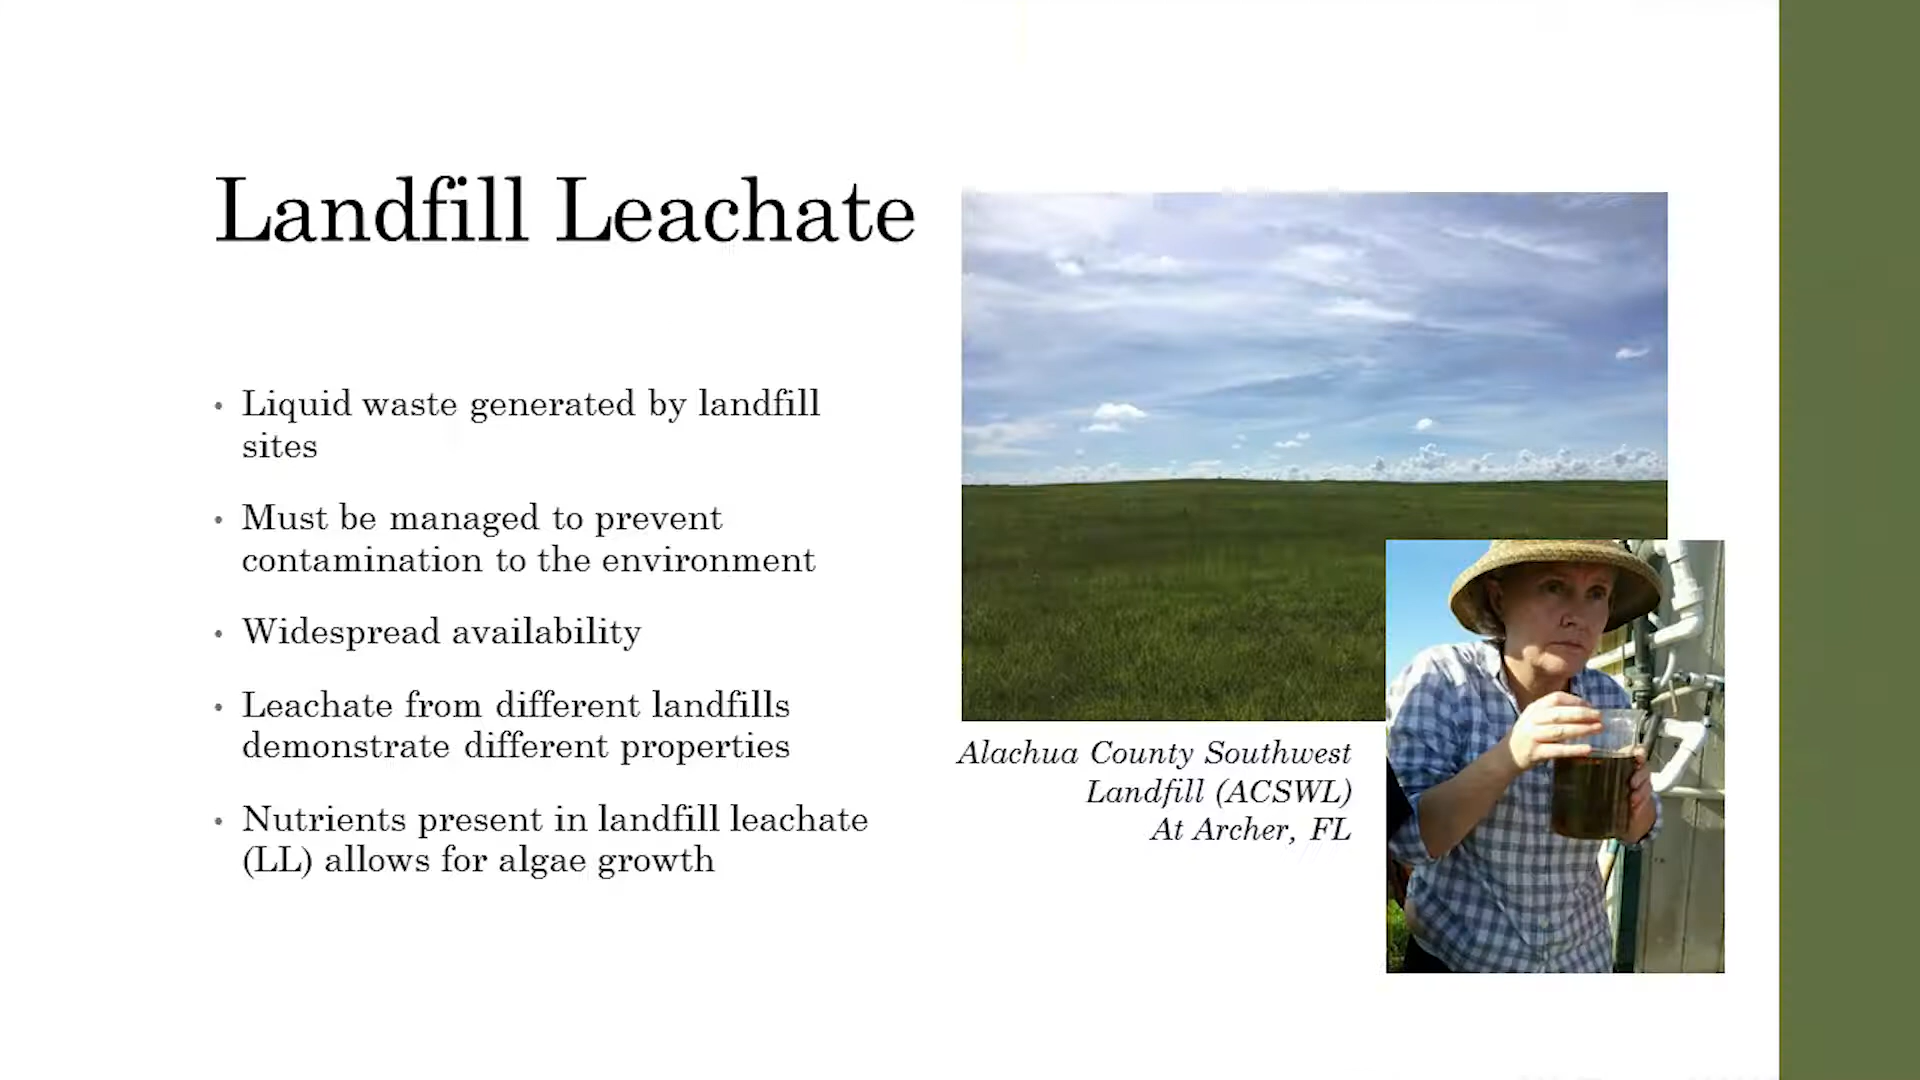 Landfill Leachate
• Liquid waste generated by landfill
sites
• Must be managed to prevent
contamination to the environment
• Widespread availability
• Leachate from different landfills
demonstrate different properties
• Nutrients present in landfill leachate
(LL) allows for algae growth
Alachua County Southwest
Landfill (ACSWL)
At Archer, FL